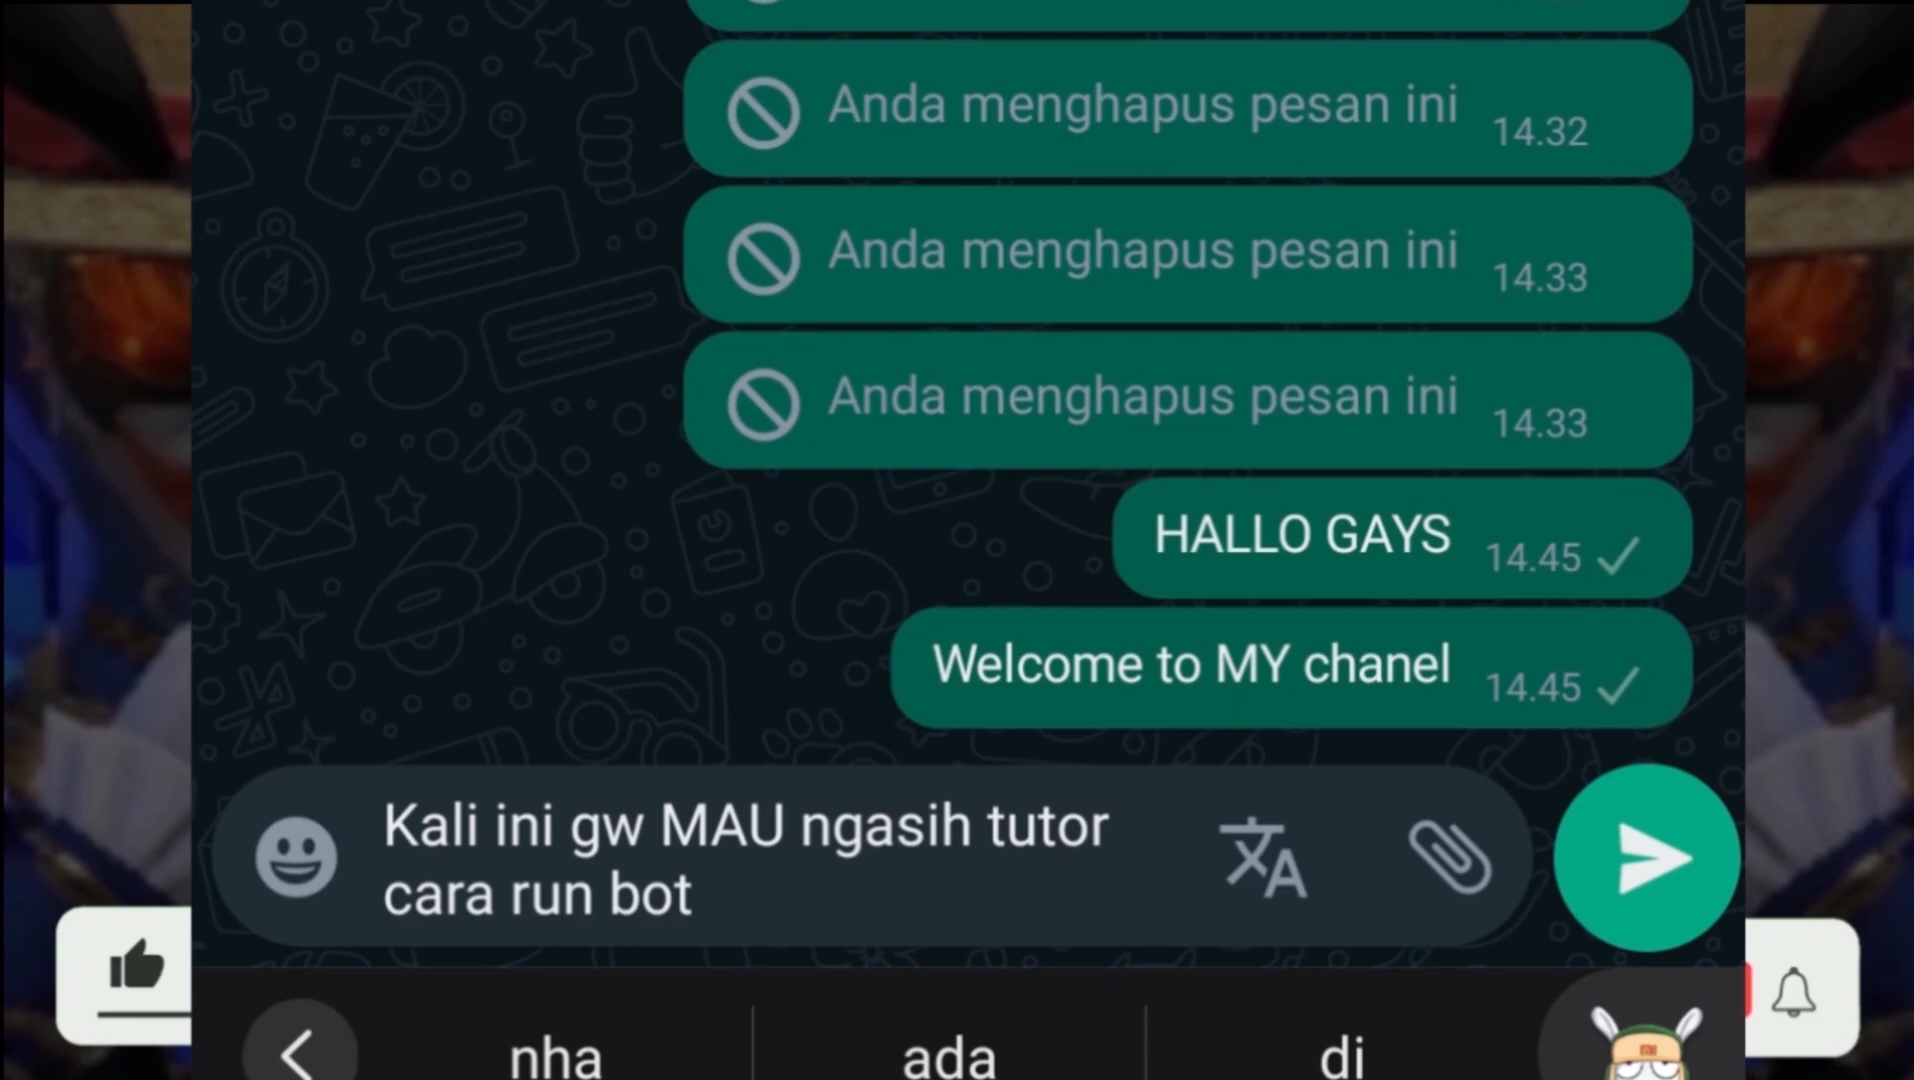 Anda menghapus pesan ini 14.32
Anda menghapus pesan ini 14.33
Anda menghapus pesan ini 14.33
HALLO GAYS 14.45
Welcome to MY chanel 14.45
Kali ini gw MAU ngasih tutor
cara run bot
nha ada di